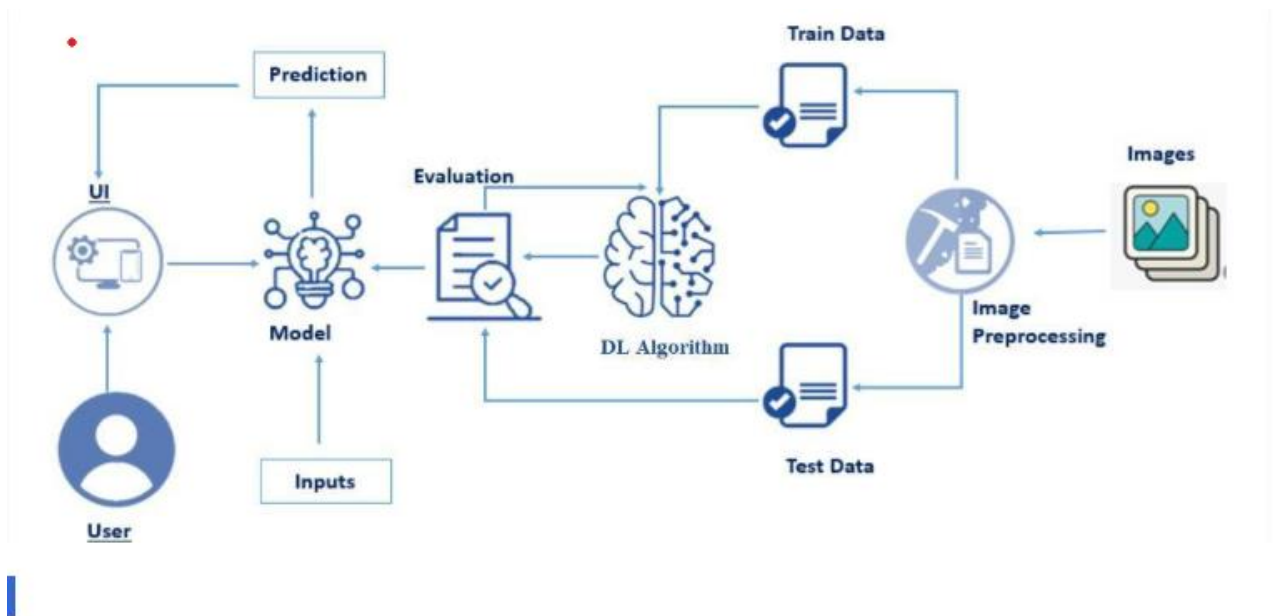 Train Data
Prediction
Images
Evaluation
UI
Image
Preprocessing
Model
DL Algorithm
Test Data
Inputs
User